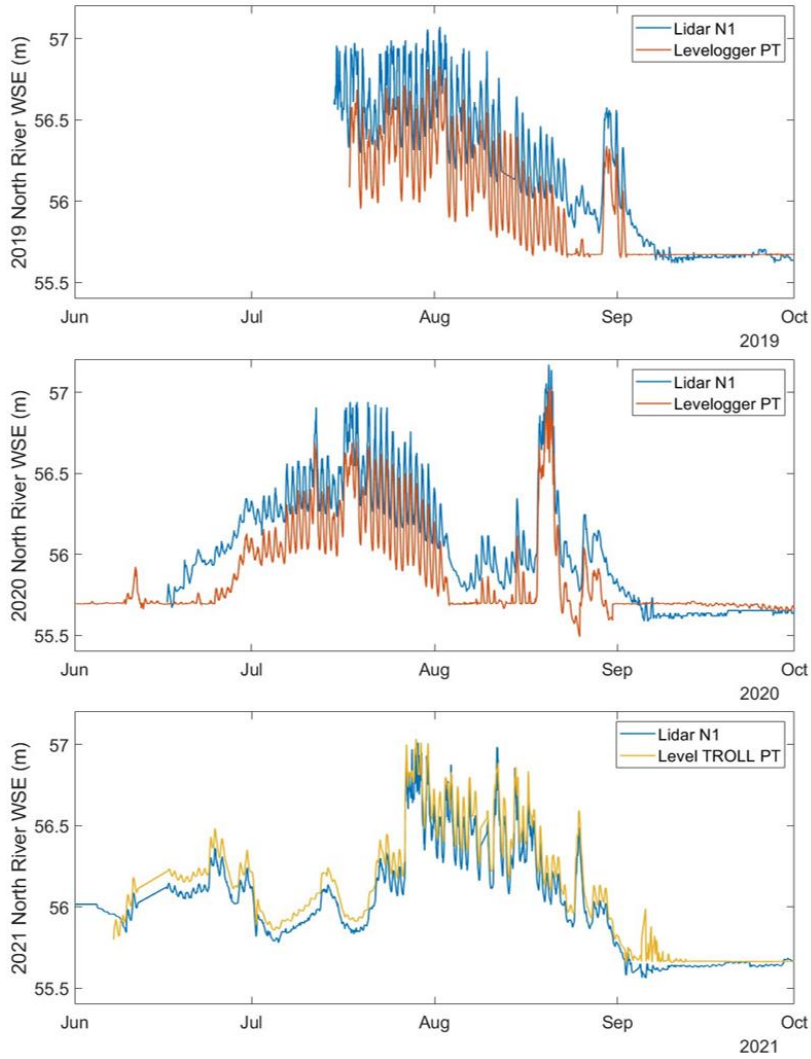 2019 North River WSE (m)
57
56.5
56
55.5
Lidar N1
Levelogger PT
Jun
Jul
Aug
Sep
Oct
2019
2020 North River WSE (m)
57
56.5
56
55.5
Lidar N1
Levelogger PT
Jun
Jul
Aug
Sep
Oct
2020
2021 North River WSE (m)
57
56.5
56
55.5
Lidar N1
Level TROLL PT
Jun
Jul
Aug
Sep
Oct
2021